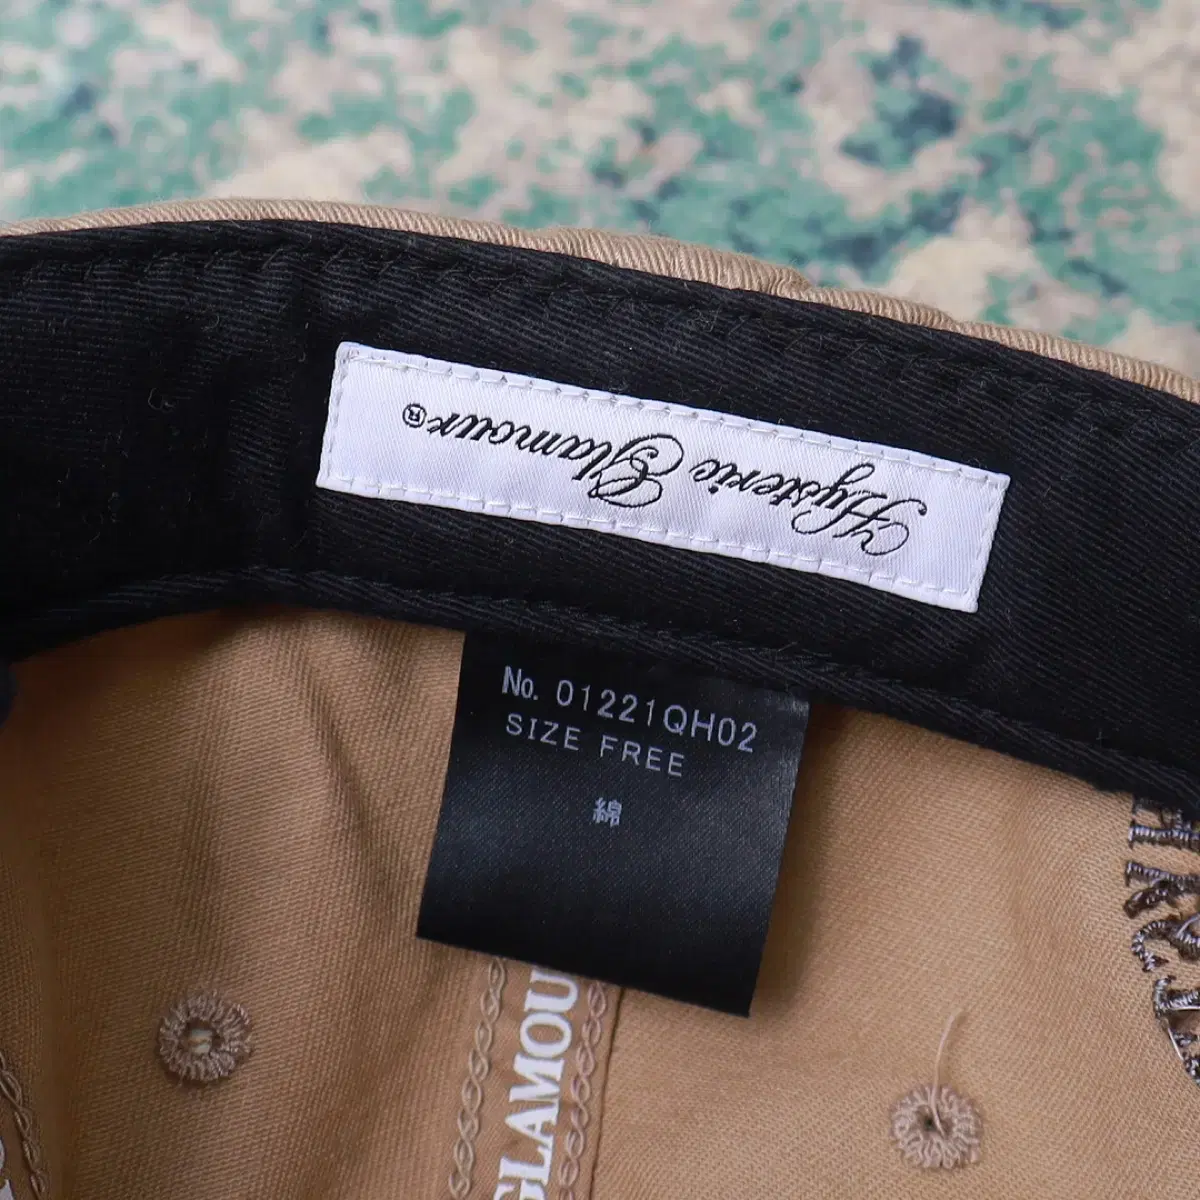 Hysteric Glamour®
No. 01221QH02
SIZE FREE
綿
GLAMOU